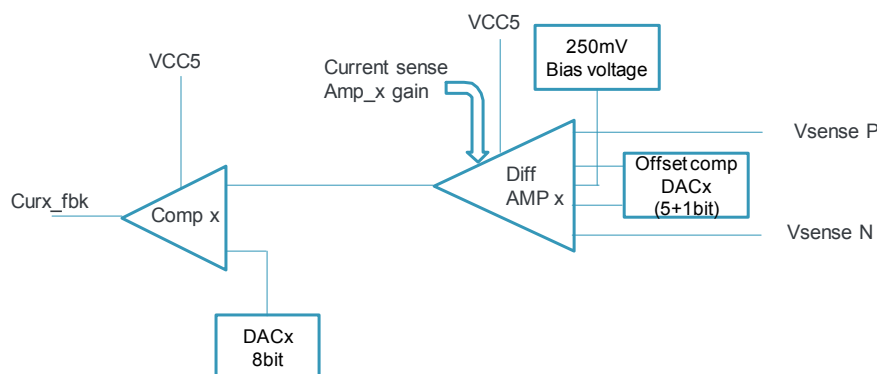 VCC5
250mV
Bias voltage
VCC5
Current sense
Amp_x gain
Vsense P
Diff
AMP x
Offset comp
DACx
(5+1bit)
Curx_fbk
Comp x
Vsense N
DACx
8bit